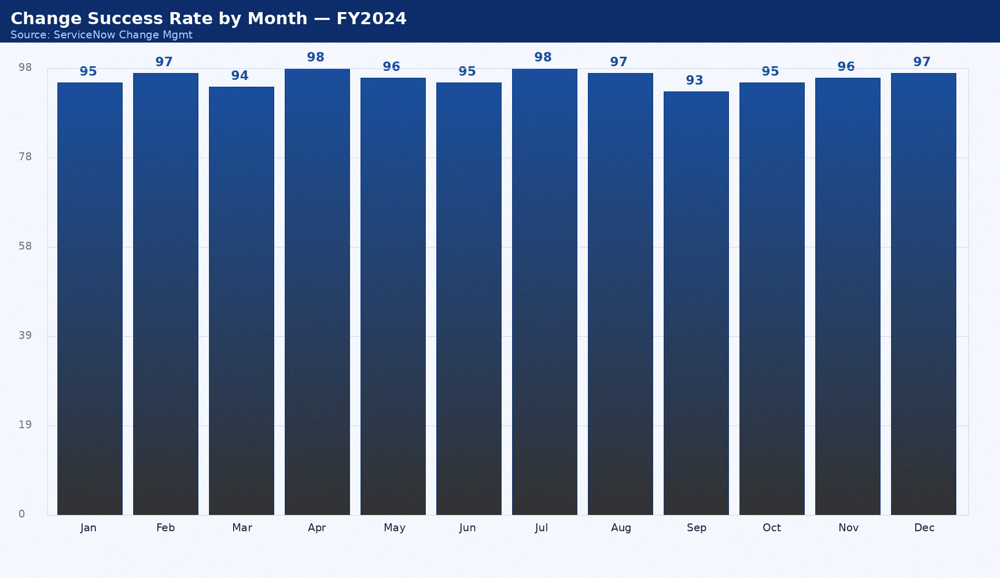 Change Success Rate by Month — FY2024
Source: ServiceNow Change Mgmt
95 97 94 98 96 95 98 97 93 95 96 97
98
78
58
39
19
0
Jan Feb Mar Apr May Jun Jul Aug Sep Oct Nov Dec